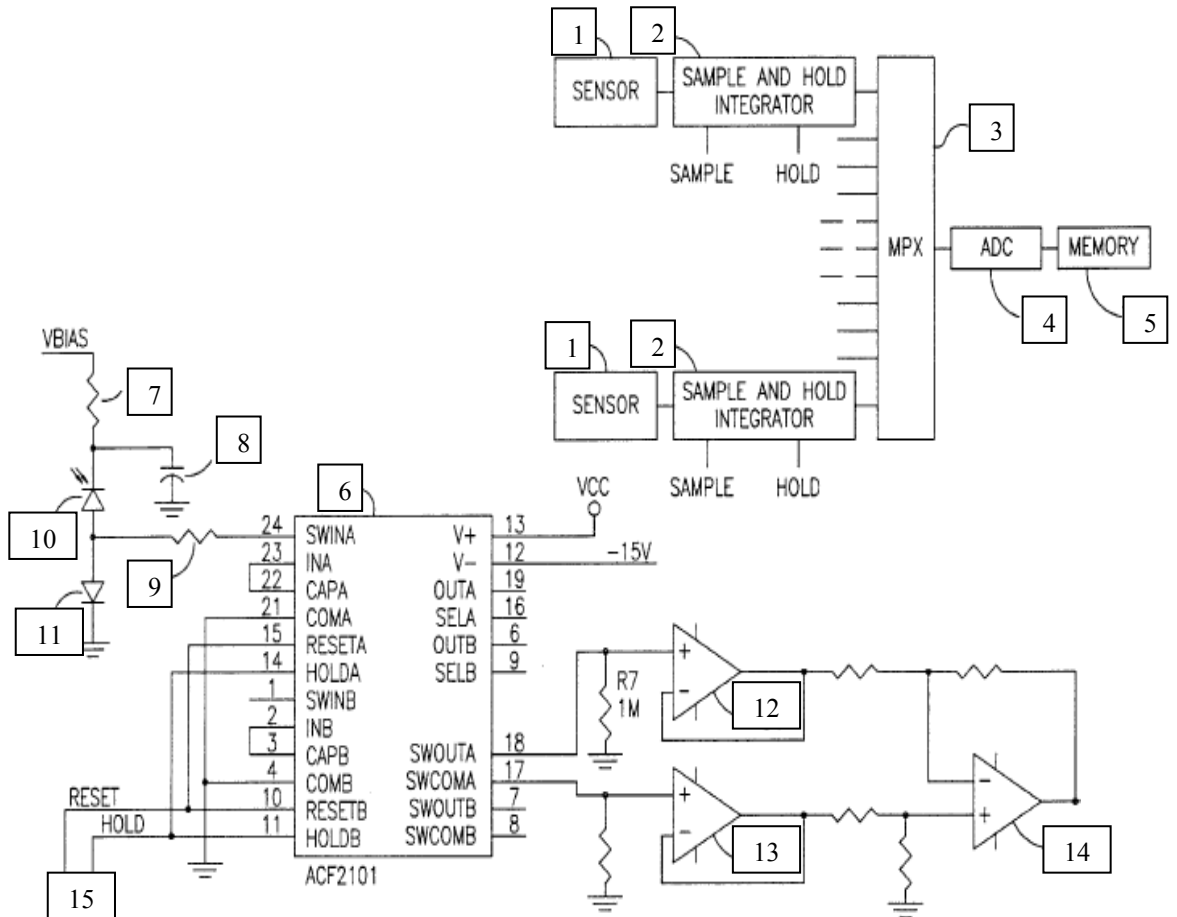 1
2
SENSOR
SAMPLE AND HOLD
INTEGRATOR
3
SAMPLE
HOLD
MPX
ADC
MEMORY
4
5
1
2
SENSOR
SAMPLE AND HOLD
INTEGRATOR
SAMPLE
HOLD
VBIAS
7
8
10
9
11
6
VCC
-15V
24 SWINA
23 INA
22 CAPA
21 COMA
15 RESETA
14 HOLDA
1 SWINB
2 INB
3 CAPB
4 COMB
10 RESETB
11 HOLDB
V+ 13
V- 12
OUTA 19
SELA 16
OUTB 6
SELB 9
SWOUTA 18
SWCOMA 17
SWOUTB 7
SWCOMB 8
ACF2101
RESET
HOLD
15
R7
1M
12
13
14